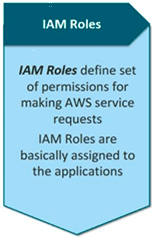 IAM Roles
IAM Roles define set
of permissions for
making AWS service
requests
IAM Roles are
basically assigned to
the applications